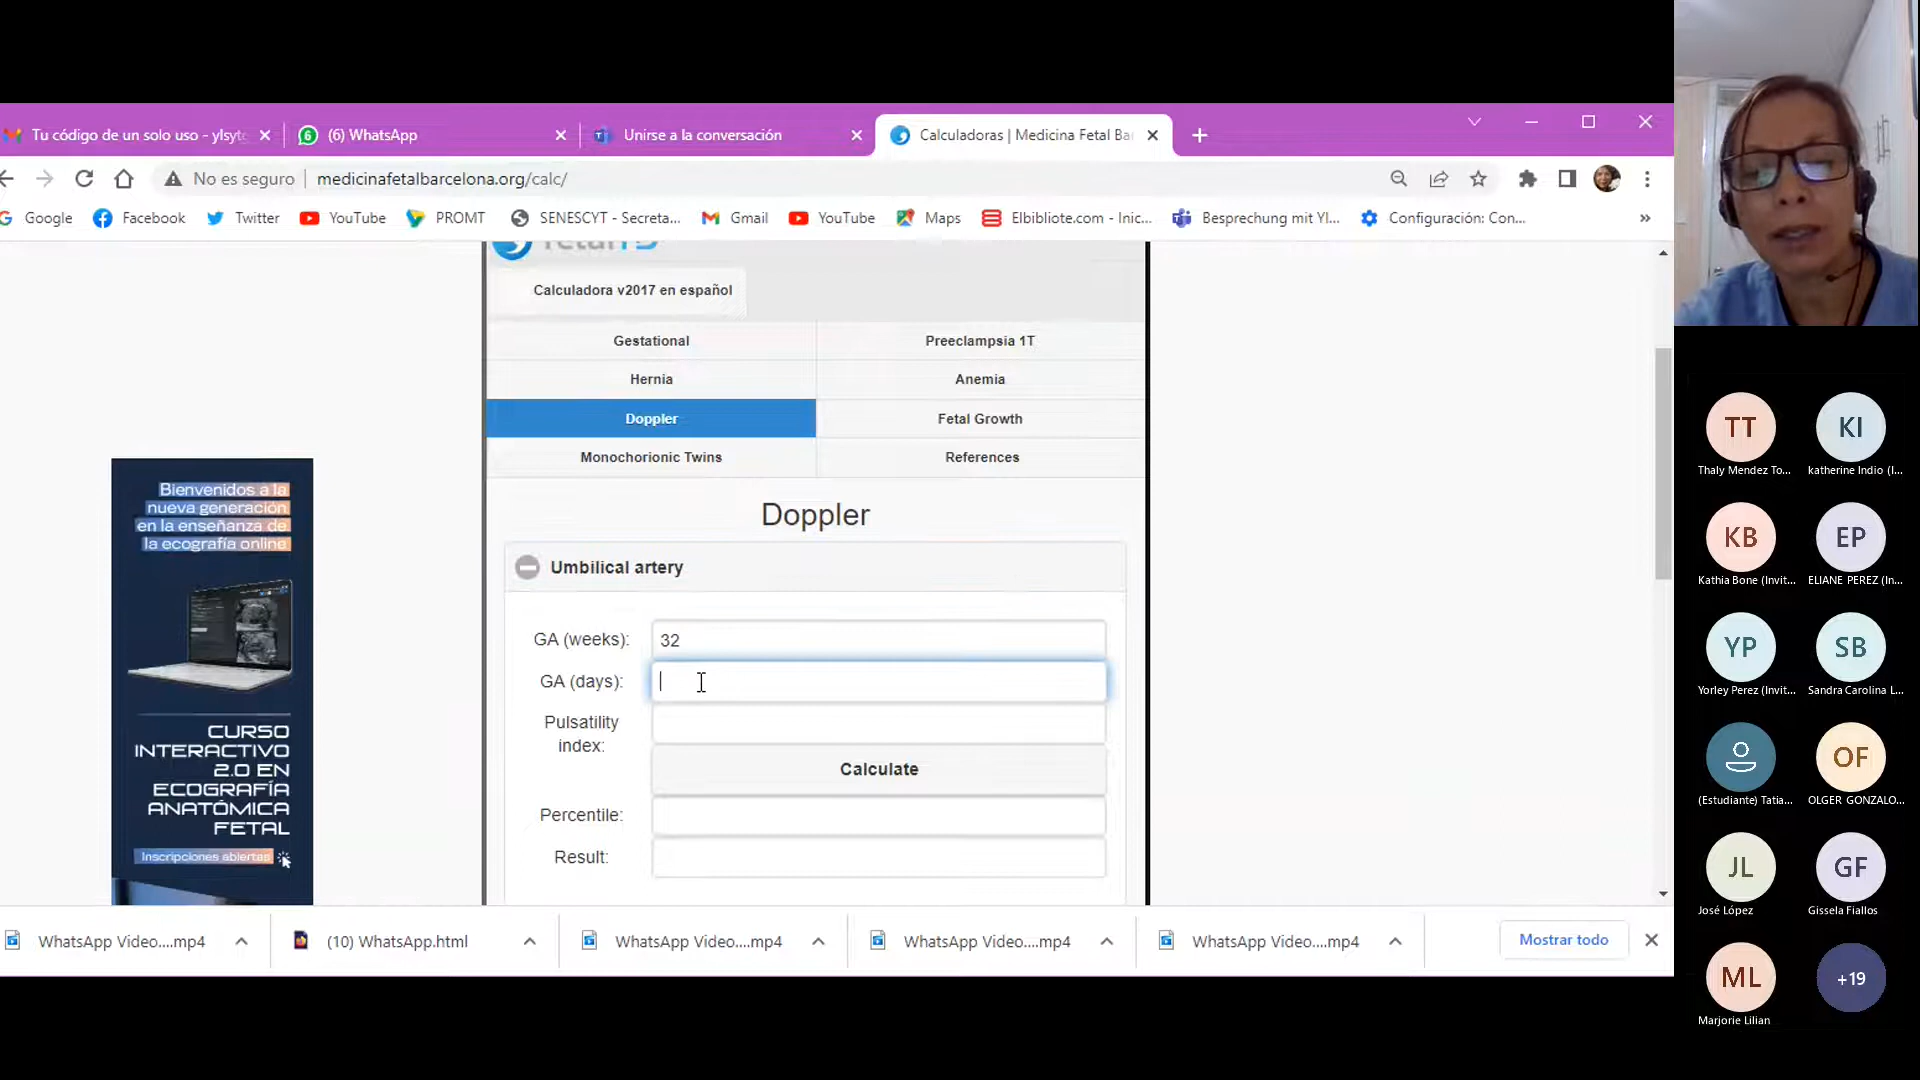 Tu código de un solo uso - ylsyt
(6) WhatsApp
Unirse a la conversación
Calculadoras | Medicina Fetal Ba
No es seguro
medicinafetalbarcelona.org/calc/
Google
Facebook
Twitter
YouTube
PROMT
SENESCYT - Secreta...
Gmail
YouTube
Maps
Elbibliote.com - Inic...
Besprechung mit Yl...
Configuración: Con...
»
Calculadora v2017 en español
Gestational
Preeclampsia 1T
Hernia
Anemia
Doppler
Fetal Growth
Monochorionic Twins
References
Doppler
Umbilical artery
GA (weeks):
32
GA (days):
Pulsatility
index:
Calculate
Percentile:
Result:
Bienvenidos a la
nueva generación
en la enseñanza de
la ecografía online
CURSO
INTERACTIVO
2.0 EN
ECOGRAFÍA
ANATÓMICA
FETAL
Inscripciones abiertas
WhatsApp Video....mp4
(10) WhatsApp.html
WhatsApp Video....mp4
WhatsApp Video....mp4
WhatsApp Video....mp4
Mostrar todo
TT
Thaly Mendez To...
KI
katherine Indio (I...
KB
Kathia Bone (Invit...
EP
ELIANE PEREZ (In...
YP
Yorley Perez (Invit...
SB
Sandra Carolina L...
(Estudiante) Tatia...
OF
OLGER GONZALO...
JL
José López
GF
Gissela Fiallos
ML
Marjorie Lilian
+19